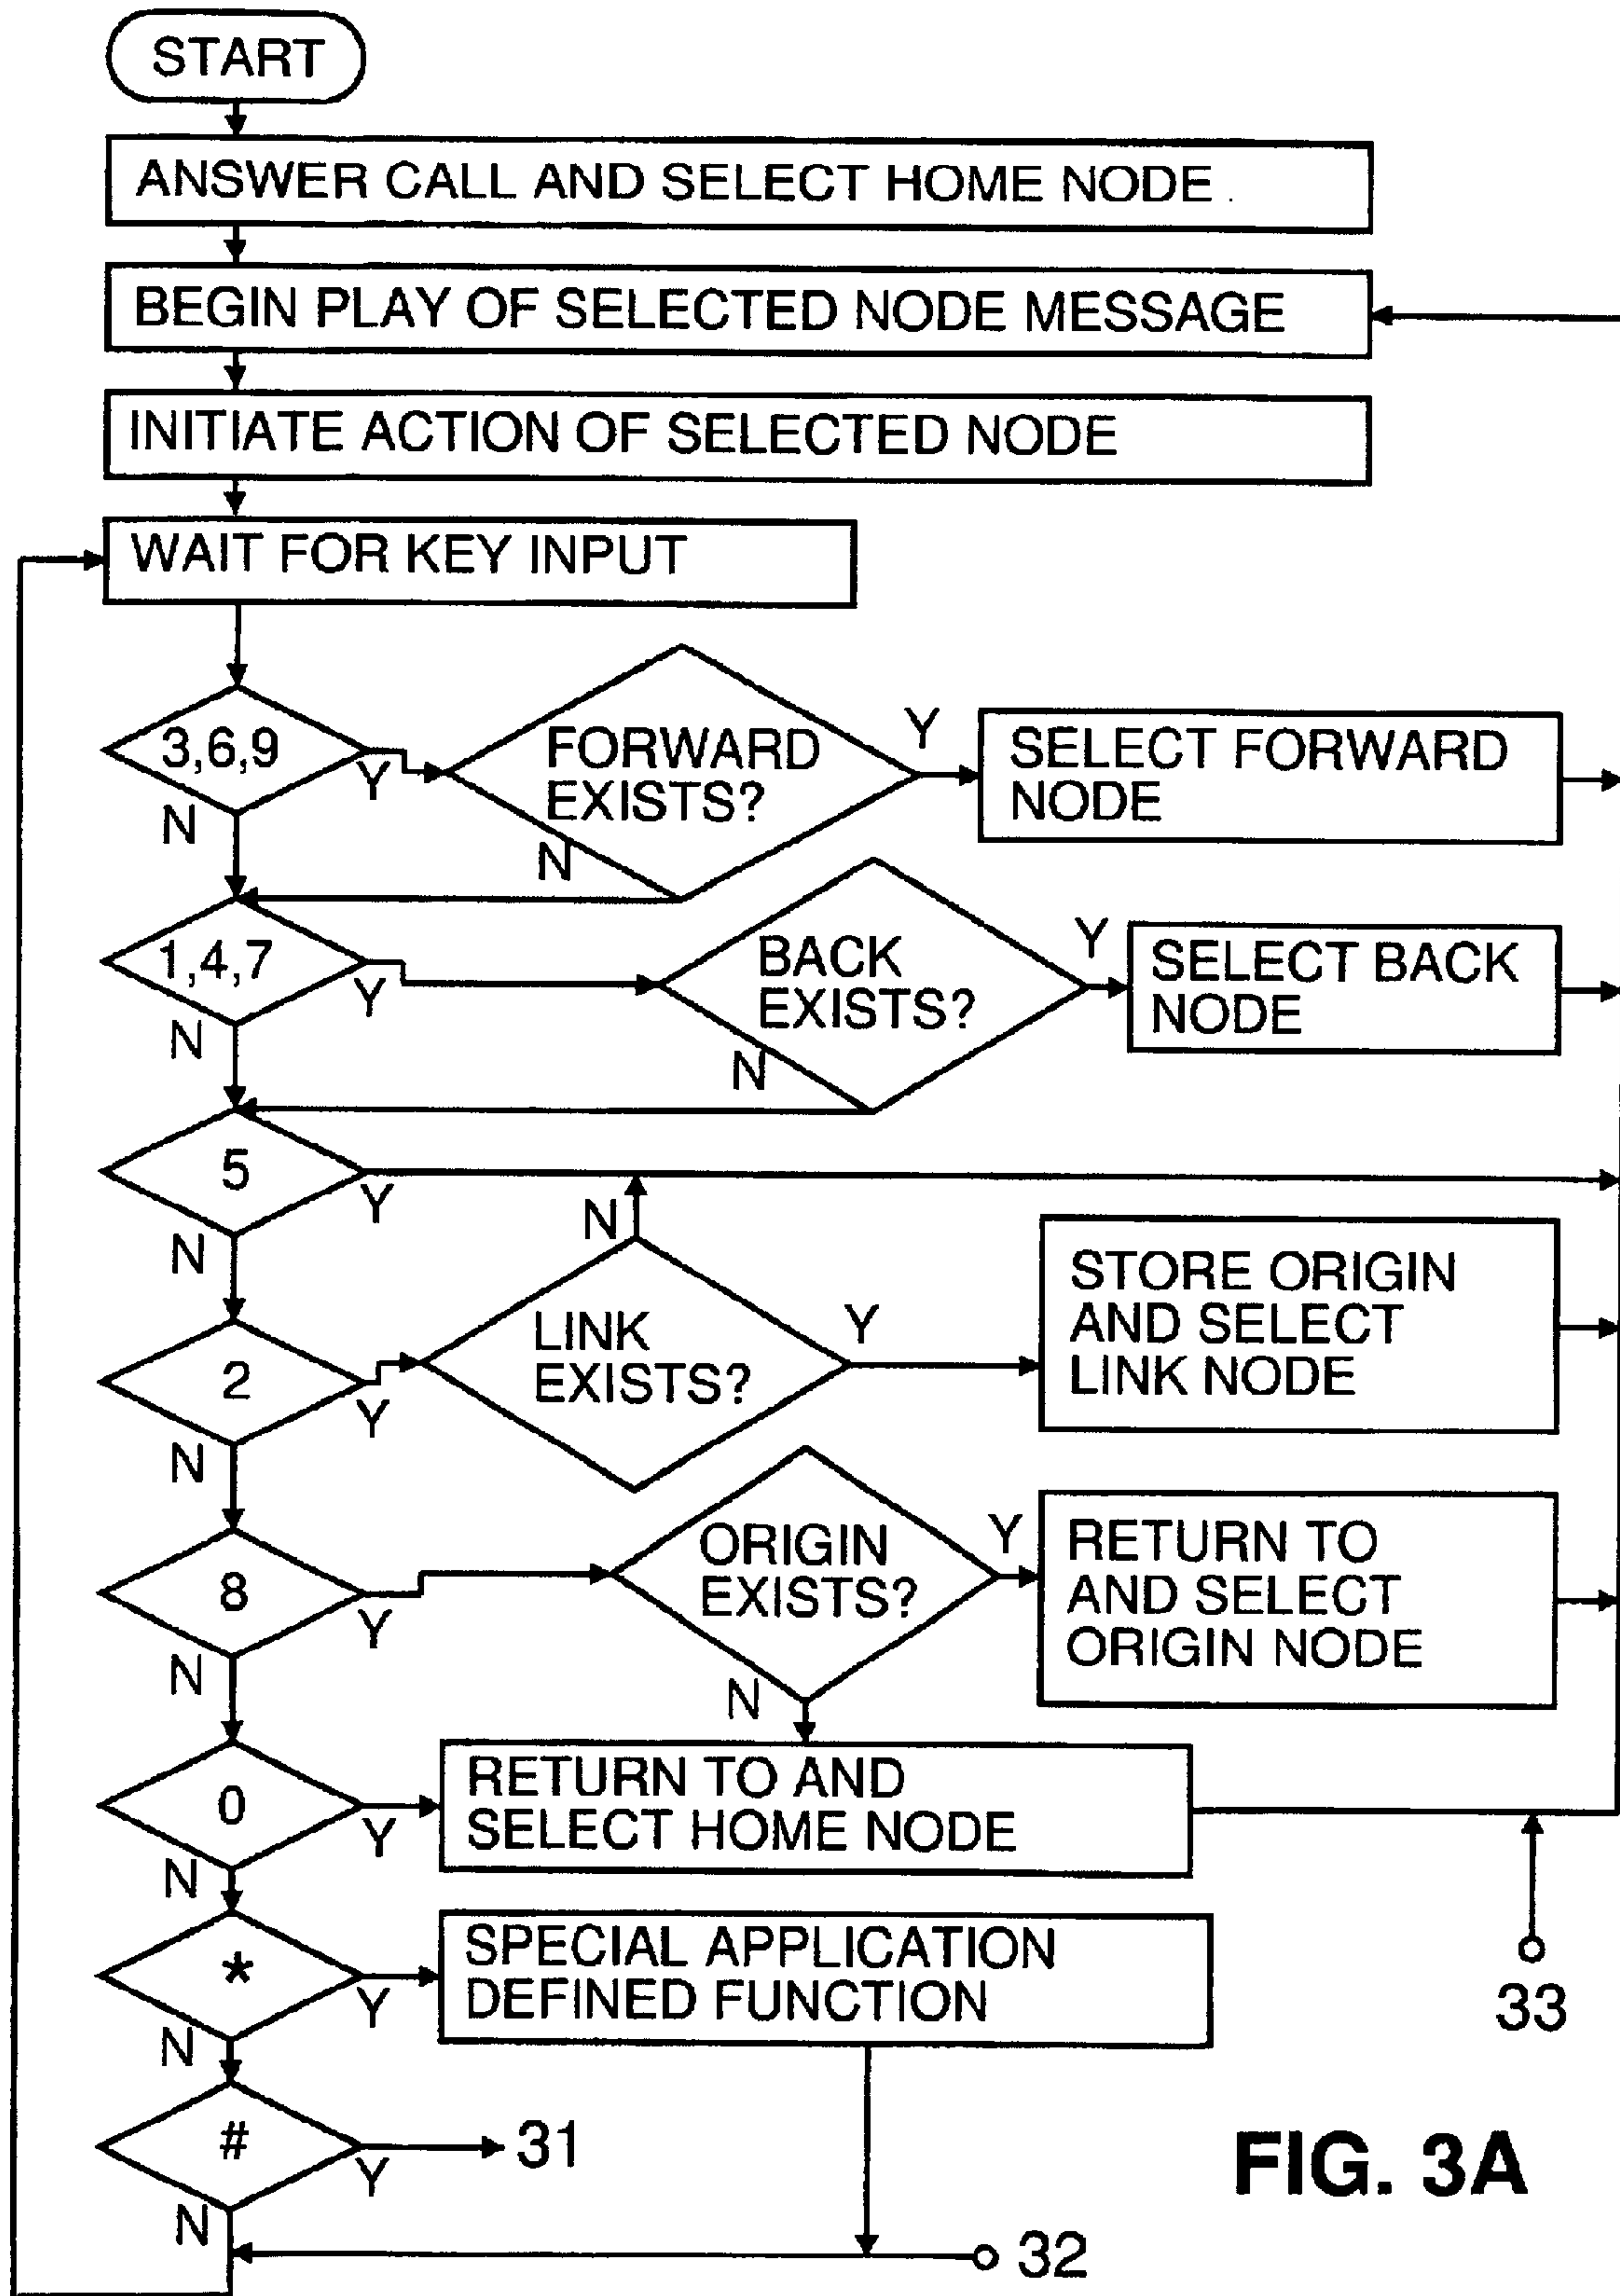 START
ANSWER CALL AND SELECT HOME NODE
BEGIN PLAY OF SELECTED NODE MESSAGE
INITIATE ACTION OF SELECTED NODE
WAIT FOR KEY INPUT
3,6,9
Y
N
FORWARD
EXISTS?
Y
N
SELECT FORWARD
NODE
1,4,7
Y
N
BACK
EXISTS?
Y
N
SELECT BACK
NODE
5
Y
N
2
Y
N
LINK
EXISTS?
N
Y
STORE ORIGIN
AND SELECT
LINK NODE
8
Y
N
ORIGIN
EXISTS?
Y
N
RETURN TO
AND SELECT
ORIGIN NODE
0
Y
N
RETURN TO AND
SELECT HOME NODE
33
*
Y
N
SPECIAL APPLICATION
DEFINED FUNCTION
#
Y
N
31
32
FIG. 3A